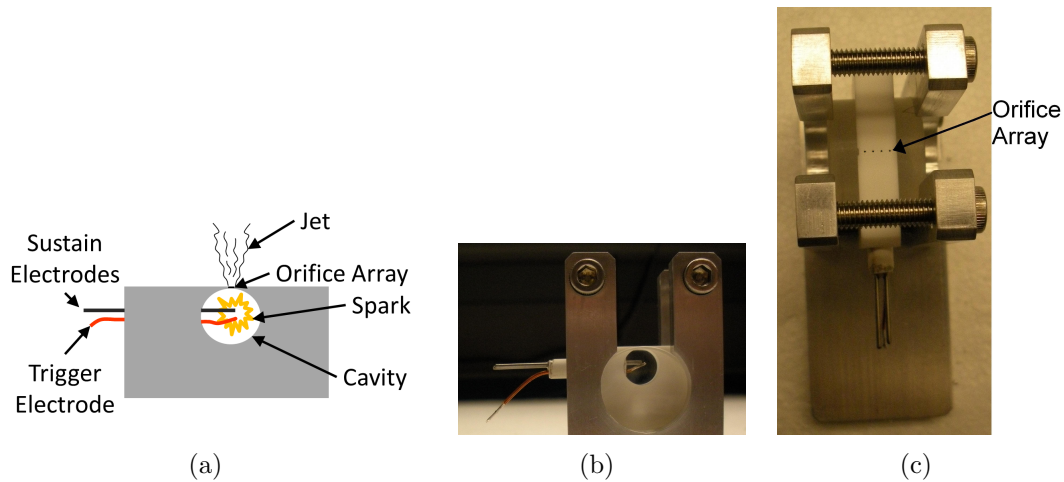 Jet
Sustain
Electrodes
Orifice Array
Spark
Trigger
Electrode
Cavity
Orifice
Array
(a)
(b)
(c)